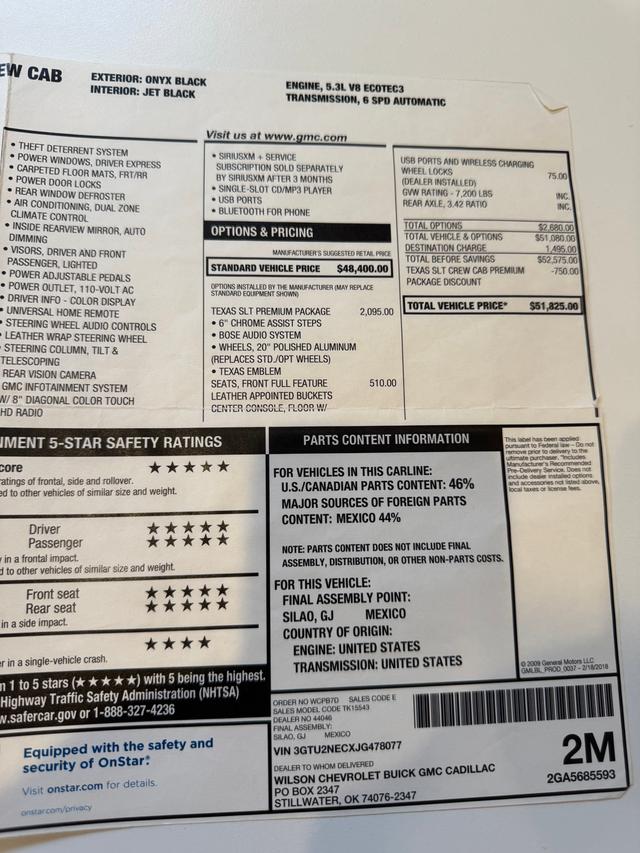 EW CAB
EXTERIOR: ONYX BLACK
INTERIOR: JET BLACK
ENGINE, 5.3L V8 ECOTEC3
TRANSMISSION, 6 SPD AUTOMATIC
• THEFT DETERRENT SYSTEM
• POWER WINDOWS, DRIVER EXPRESS
• CARPETED FLOOR MATS, FRT/RR
• POWER DOOR LOCKS
• REAR WINDOW DEFROSTER
• AIR CONDITIONING, DUAL ZONE
CLIMATE CONTROL
• INSIDE REARVIEW MIRROR, AUTO
DIMMING
• VISORS, DRIVER AND FRONT
PASSENGER, LIGHTED
• POWER ADJUSTABLE PEDALS
• POWER OUTLET, 110-VOLT AC
• DRIVER INFO - COLOR DISPLAY
• UNIVERSAL HOME REMOTE
• STEERING WHEEL AUDIO CONTROLS
• LEATHER WRAP STEERING WHEEL
• STEERING COLUMN, TILT &
TELESCOPING
REAR VISION CAMERA
GMC INFOTAINMENT SYSTEM
W/ 8" DIAGONAL COLOR TOUCH
HD RADIO
Visit us at www.gmc.com
• SIRIUSXM + SERVICE
SUBSCRIPTION SOLD SEPARATELY
BY SIRIUSXM AFTER 3 MONTHS
• SINGLE-SLOT CD/MP3 PLAYER
• USB PORTS
• BLUETOOTH FOR PHONE
OPTIONS & PRICING
MANUFACTURER'S SUGGESTED RETAIL PRICE
STANDARD VEHICLE PRICE $48,400.00
OPTIONS INSTALLED BY THE MANUFACTURER (MAY REPLACE
STANDARD EQUIPMENT SHOWN)
TEXAS SLT PREMIUM PACKAGE 2,095.00
• 6" CHROME ASSIST STEPS
• BOSE AUDIO SYSTEM
• WHEELS, 20" POLISHED ALUMINUM
(REPLACES STD./OPT WHEELS)
• TEXAS EMBLEM
SEATS, FRONT FULL FEATURE 510.00
LEATHER APPOINTED BUCKETS
CENTER CONSOLE, FLOOR W/
USB PORTS AND WIRELESS CHARGING
WHEEL LOCKS 75.00
(DEALER INSTALLED)
GVW RATING - 7,200 LBS INC.
REAR AXLE, 3.42 RATIO INC.
TOTAL OPTIONS $2,680.00
TOTAL VEHICLE & OPTIONS $51,080.00
DESTINATION CHARGE 1,495.00
TOTAL BEFORE SAVINGS $52,575.00
TEXAS SLT CREW CAB PREMIUM -750.00
PACKAGE DISCOUNT
TOTAL VEHICLE PRICE* $51,825.00
NMENT 5-STAR SAFETY RATINGS
core ★★★★★
ratings of frontal, side and rollover.
ed to other vehicles of similar size and weight.
Driver ★★★★★
Passenger ★★★★★
y in a frontal impact.
d to other vehicles of similar size and weight.
Front seat ★★★★★
Rear seat ★★★★★
in a side impact.
★★★★
er in a single-vehicle crash.
m 1 to 5 stars (★★★★★) with 5 being the highest.
Highway Traffic Safety Administration (NHTSA)
w.safercar.gov or 1-888-327-4236
Equipped with the safety and
security of OnStar.
Visit onstar.com for details.
onstar.com/privacy
PARTS CONTENT INFORMATION
FOR VEHICLES IN THIS CARLINE:
U.S./CANADIAN PARTS CONTENT: 46%
MAJOR SOURCES OF FOREIGN PARTS
CONTENT: MEXICO 44%
NOTE: PARTS CONTENT DOES NOT INCLUDE FINAL
ASSEMBLY, DISTRIBUTION, OR OTHER NON-PARTS COSTS.
FOR THIS VEHICLE:
FINAL ASSEMBLY POINT:
SILAO, GJ MEXICO
COUNTRY OF ORIGIN:
ENGINE: UNITED STATES
TRANSMISSION: UNITED STATES
This label has been applied
pursuant to Federal law – Do not
remove prior to delivery to the
ultimate purchaser. *Includes
Manufacturer's Recommended
Pre-Delivery Service. Does not
include dealer installed options
and accessories not listed above,
local taxes or license fees.
© 2009 General Motors LLC
GMLBL_PROD_0037 - 2/18/2018
ORDER NO WCPB7D SALES CODE E
SALES MODEL CODE TK15543
DEALER NO 44046
FINAL ASSEMBLY:
SILAO, GJ MEXICO
VIN 3GTU2NECXJG478077
DEALER TO WHOM DELIVERED
WILSON CHEVROLET BUICK GMC CADILLAC
PO BOX 2347
STILLWATER, OK 74076-2347
2M
2GA5685593